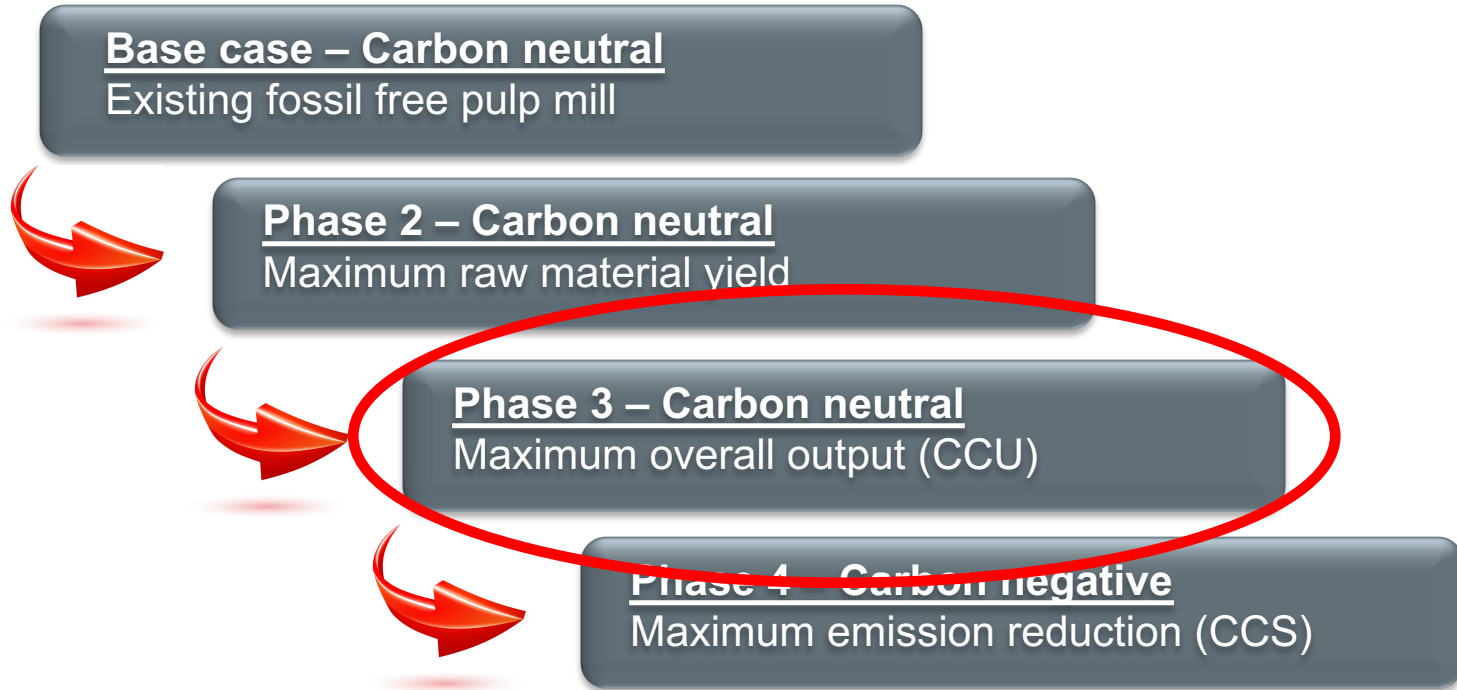 Base case – Carbon neutral
Existing fossil free pulp mill
Phase 2 – Carbon neutral
Maximum raw material yield
Phase 3 – Carbon neutral
Maximum overall output (CCU)
Phase 4 – Carbon negative
Maximum emission reduction (CCS)